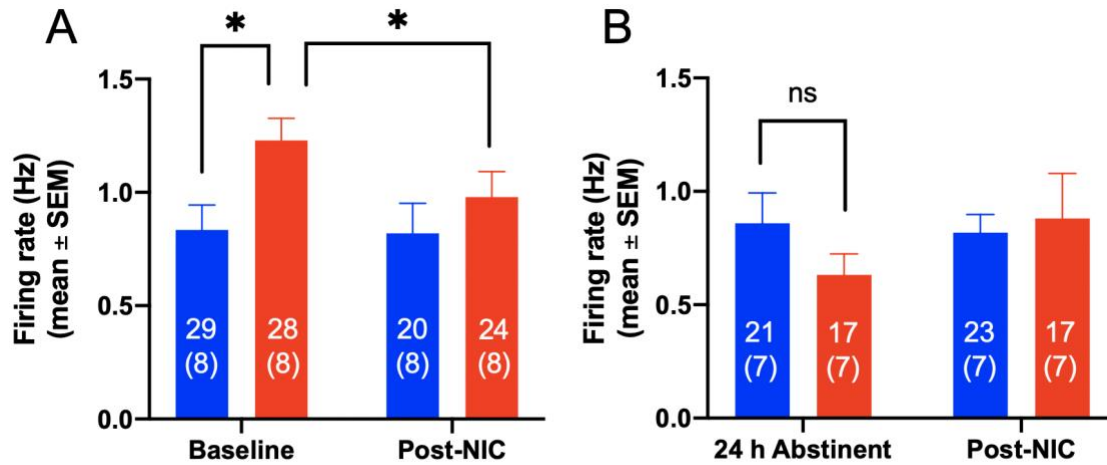 A
*
*
Firing rate (Hz)
(mean ± SEM)
1.5
1.0
0.5
0.0
29
(8)
28
(8)
20
(8)
24
(8)
Baseline
Post-NIC
B
ns
Firing rate (Hz)
(mean ± SEM)
1.5
1.0
0.5
0.0
21
(7)
17
(7)
23
(7)
17
(7)
24 h Abstinent
Post-NIC